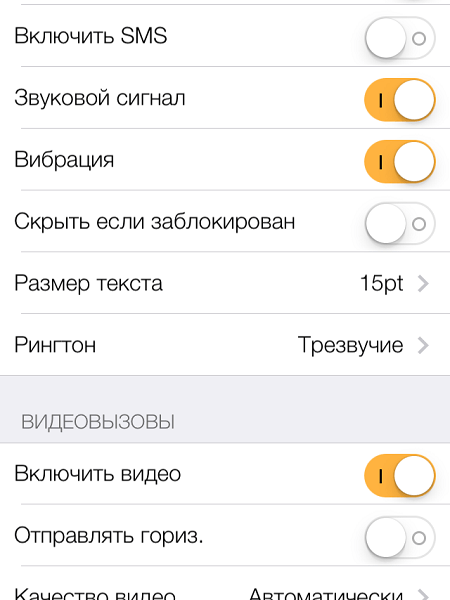 Включить SMS
Звуковой сигнал
Вибрация
Скрыть если заблокирован
Размер текста 15pt
Рингтон Трезвучие
ВИДЕОВЫЗОВЫ
Включить видео
Отправлять гориз.
Качество видео Автоматически